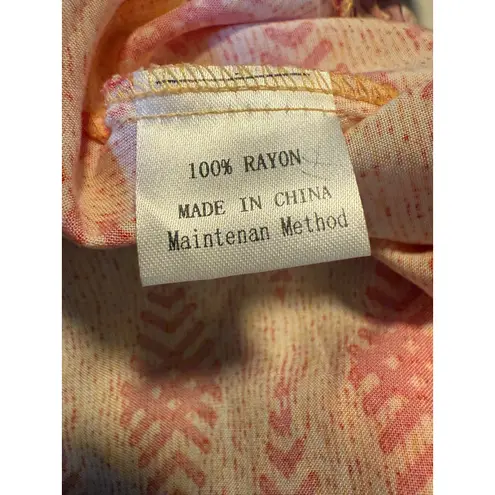 100% RAYON
MADE IN CHINA
Maintenan Method